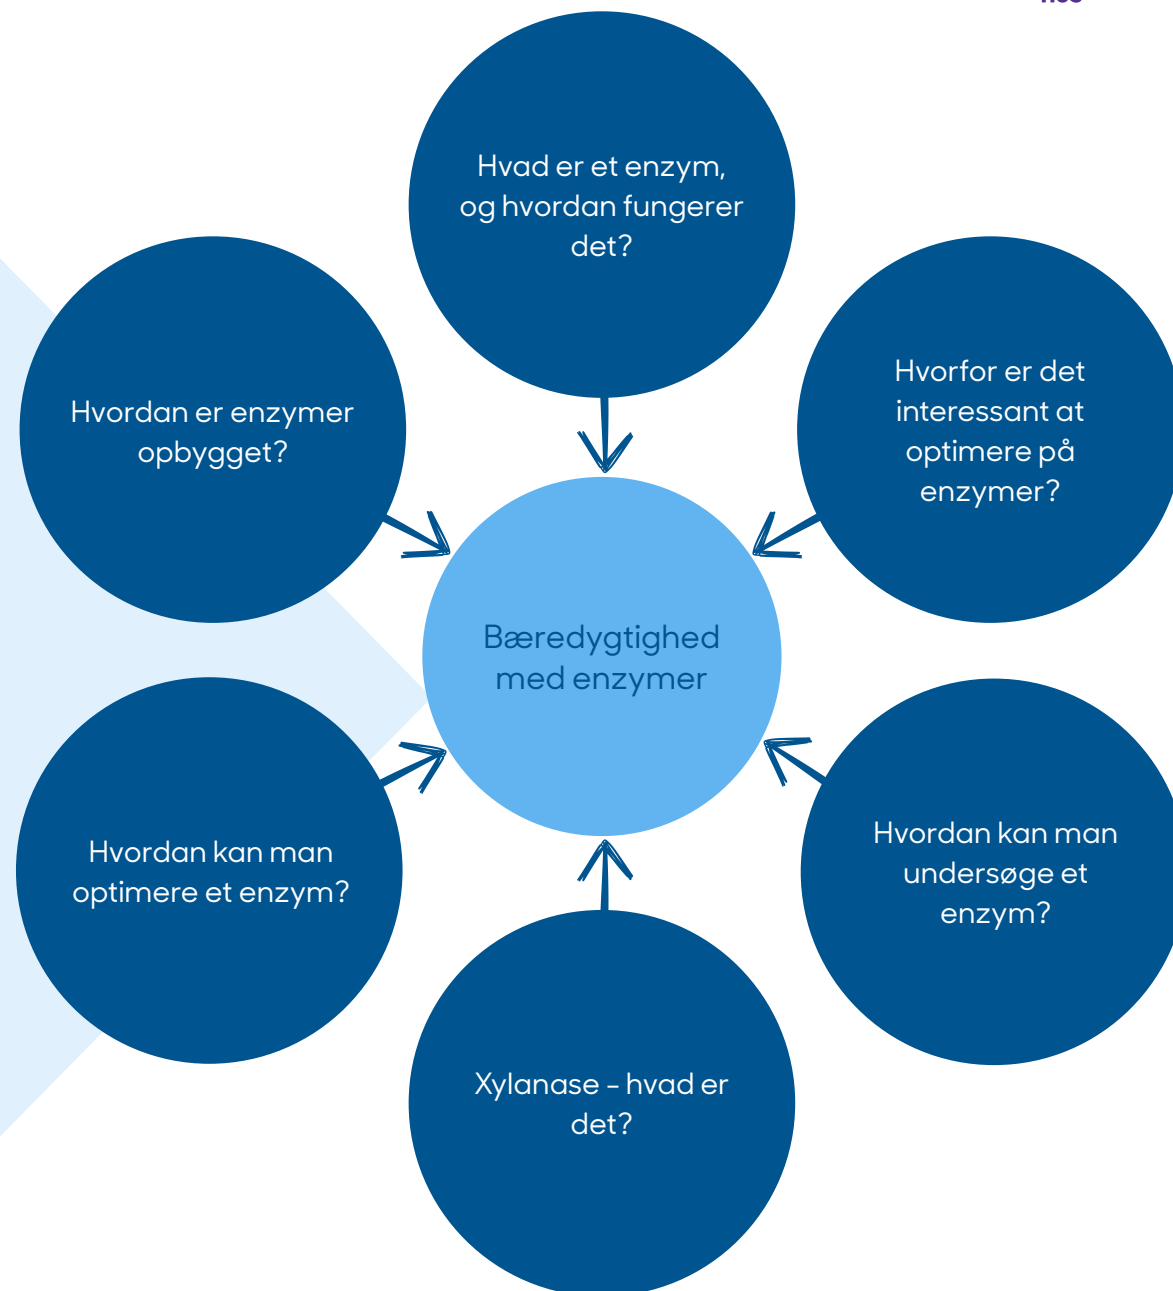 Hvad er et enzym,
og hvordan fungerer
det?
Hvorfor er det
interessant at
optimere på
enzymer?
Hvordan er enzymer
opbygget?
Bæredygtighed
med enzymer
Hvordan kan man
undersøge et
enzym?
Hvordan kan man
optimere et enzym?
Xylanase - hvad er
det?